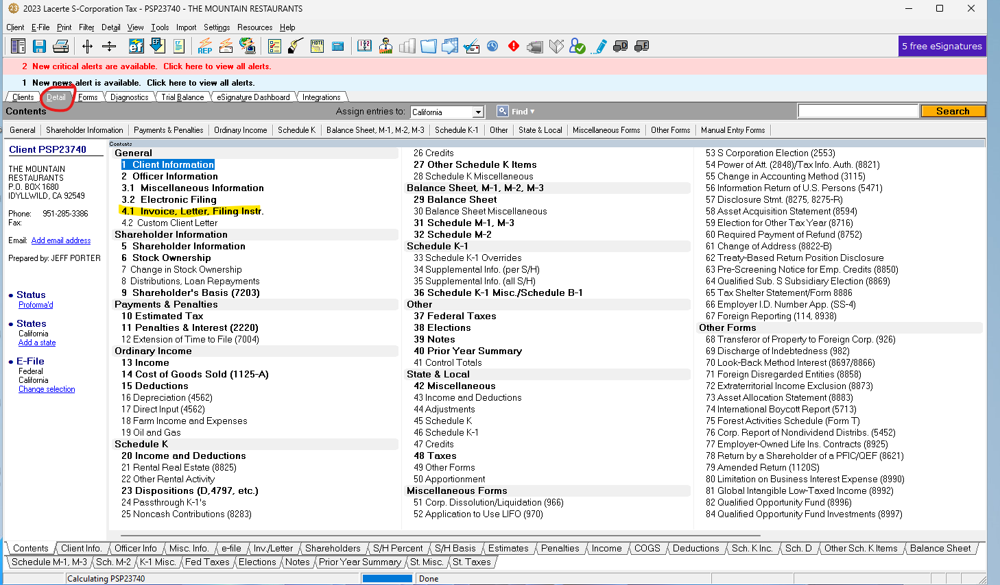 2023 Lacerte S-Corporation Tax - PSP23740 - THE MOUNTAIN RESTAURANTS
Client E-File Print Filter Detail View Tools Import Settings Resources Help
5 free eSignatures
2 New critical alerts are available. Click here to view all alerts.
1 New news alert is available. Click here to view all alerts.
Clients Detail Forms Diagnostics Trial Balance eSignature Dashboard Integrations
Contents Assign entries to: California Find Search
General Shareholder Information Payments & Penalties Ordinary Income Schedule K Balance Sheet, M-1, M-2, M-3 Schedule K-1 Other State & Local Miscellaneous Forms Other Forms Manual Entry Forms
Client PSP23740
THE MOUNTAIN
RESTAURANTS
P.O. BOX 1680
IDYLLWILD, CA 92549
Phone: 951-285-3386
Fax:
Email: Add email address
Prepared by: JEFF PORTER
Status
Proforma'd
States
California
Add a state
E-File
Federal
California
Change selection
Contents
General
1 Client Information
2 Officer Information
3.1 Miscellaneous Information
3.2 Electronic Filing
4.1 Invoice, Letter, Filing Instr.
4.2 Custom Client Letter
Shareholder Information
5 Shareholder Information
6 Stock Ownership
7 Change in Stock Ownership
8 Distributions, Loan Repayments
9 Shareholder's Basis (7203)
Payments & Penalties
10 Estimated Tax
11 Penalties & Interest (2220)
12 Extension of Time to File (7004)
Ordinary Income
13 Income
14 Cost of Goods Sold (1125-A)
15 Deductions
16 Depreciation (4562)
17 Direct Input (4562)
18 Farm Income and Expenses
19 Oil and Gas
Schedule K
20 Income and Deductions
21 Rental Real Estate (8825)
22 Other Rental Activity
23 Dispositions (D,4797, etc.)
24 Passthrough K-1's
25 Noncash Contributions (8283)
26 Credits
27 Other Schedule K Items
28 Schedule K Miscellaneous
Balance Sheet, M-1, M-2, M-3
29 Balance Sheet
30 Balance Sheet Miscellaneous
31 Schedule M-1, M-3
32 Schedule M-2
Schedule K-1
33 Schedule K-1 Overrides
34 Supplemental Info. (per S/H)
35 Supplemental Info. (all S/H)
36 Schedule K-1 Misc./Schedule B-1
Other
37 Federal Taxes
38 Elections
39 Notes
40 Prior Year Summary
41 Control Totals
State & Local
42 Miscellaneous
43 Income and Deductions
44 Adjustments
45 Schedule K
46 Schedule K-1
47 Credits
48 Taxes
49 Other Forms
50 Apportionment
Miscellaneous Forms
51 Corp. Dissolution/Liquidation (966)
52 Application to Use LIFO (970)
53 S Corporation Election (2553)
54 Power of Att. (2848)/Tax Info. Auth. (8821)
55 Change in Accounting Method (3115)
56 Information Return of U.S. Persons (5471)
57 Disclosure Stmt. (8275, 8275-R)
58 Asset Acquisition Statement (8594)
59 Election for Other Tax Year (8716)
60 Required Payment of Refund (8752)
61 Change of Address (8822-B)
62 Treaty-Based Return Position Disclosure
63 Pre-Screening Notice for Emp. Credits (8850)
64 Qualified Sub. S Subsidiary Election (8869)
65 Tax Shelter Statement/Form 8886
66 Employer I.D. Number App. (SS-4)
67 Foreign Reporting (114, 8938)
Other Forms
68 Transferor of Property to Foreign Corp. (926)
69 Discharge of Indebtedness (982)
70 Look-Back Method Interest (8697/8866)
71 Foreign Disregarded Entities (8858)
72 Extraterritorial Income Exclusion (8873)
73 Asset Allocation Statement (8883)
74 International Boycott Report (5713)
75 Forest Activities Schedule (Form T)
76 Corp. Report of Nondividend Distribs. (5452)
77 Employer-Owned Life Ins. Contracts (8925)
78 Return by a Shareholder of a PFIC/QEF (8621)
79 Amended Return (1120S)
80 Limitation on Business Interest Expense (8990)
81 Global Intangible Low-Taxed Income (8992)
82 Qualified Opportunity Fund (8996)
84 Qualified Opportunity Fund Investments (8997)
Contents Client Info. Officer Info Misc. Info. e-file Inv./Letter Shareholders S/H Percent S/H Basis Estimates Penalties Income COGS Deductions Sch. K Inc. Sch. D Other Sch. K Items Balance Sheet
Schedule M-1, M-3 Sch. M-2 K-1 Misc. Fed Taxes Elections Notes Prior Year Summary St. Misc. St. Taxes
Calculating PSP23740 Done